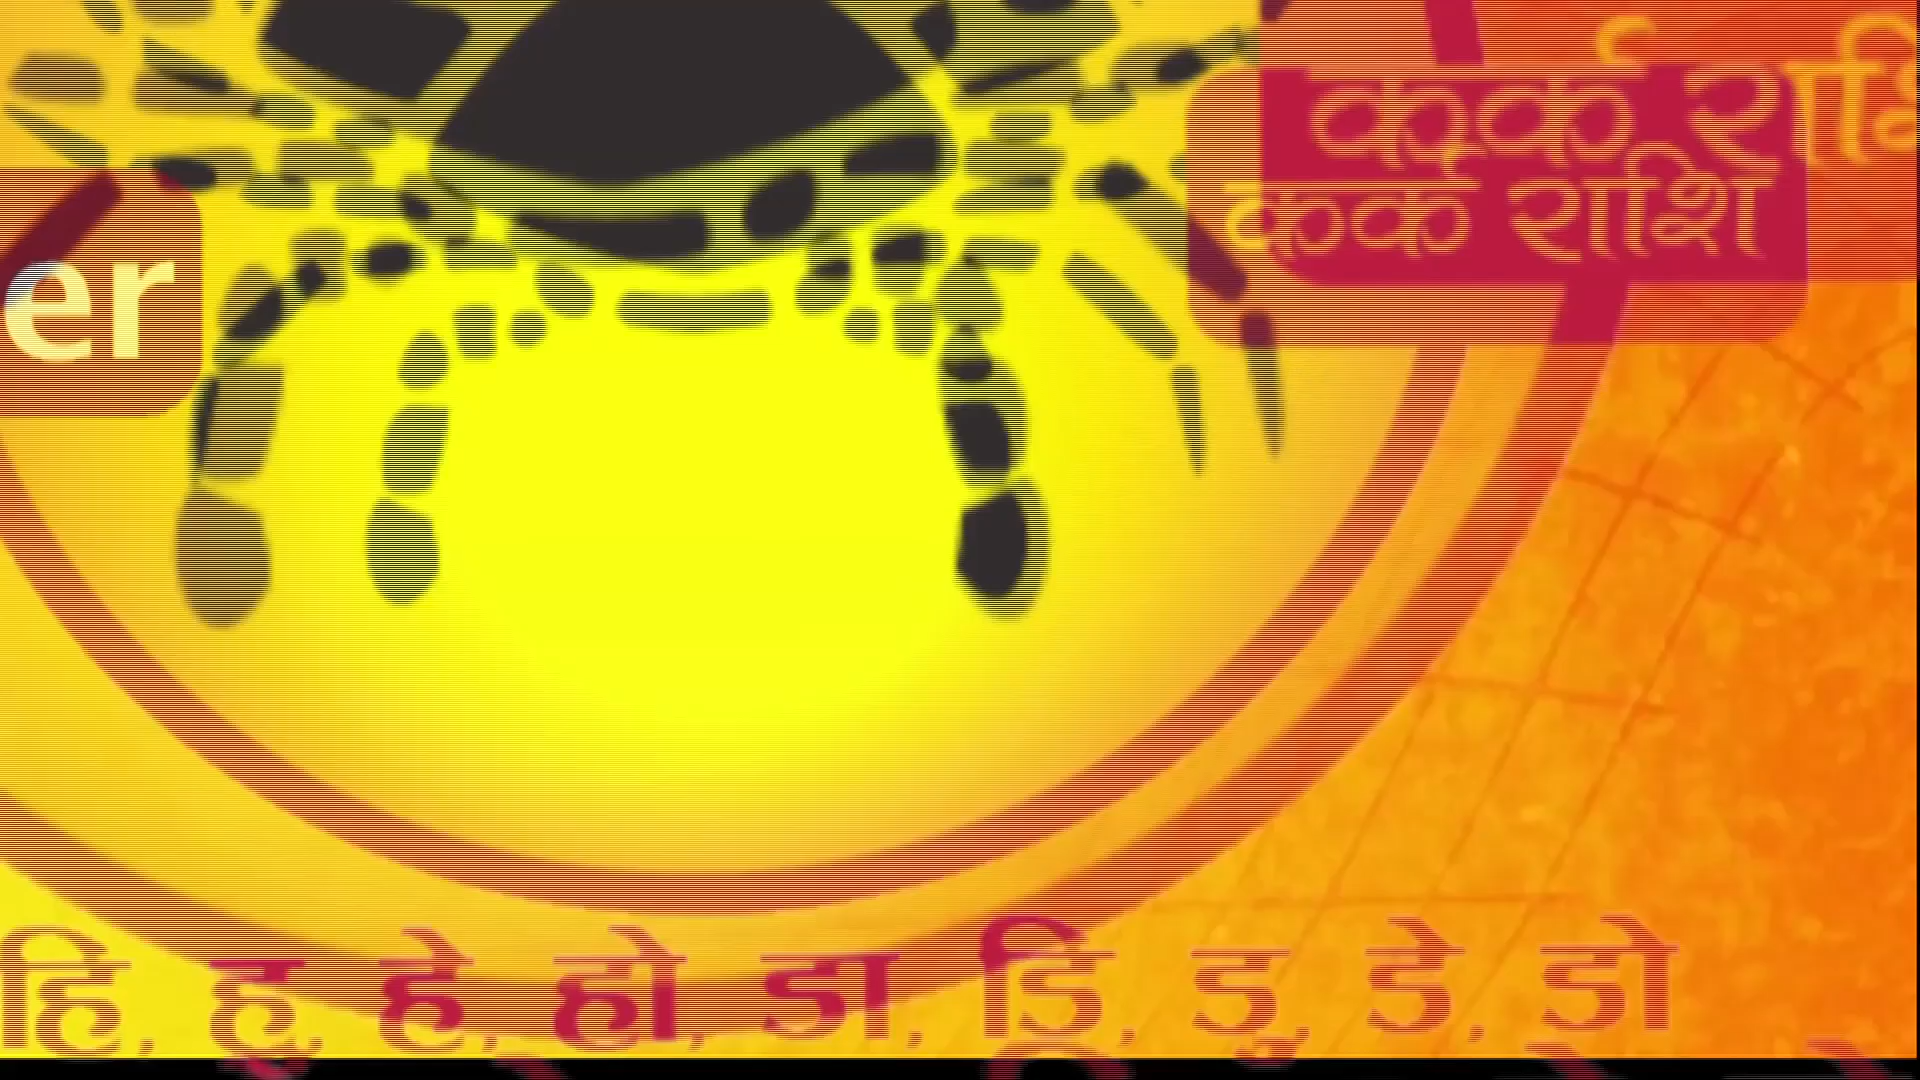 कर्क रा
er
कर्क राशि
हि, हू, हे, हो, डा, डि, डु, डे, डो